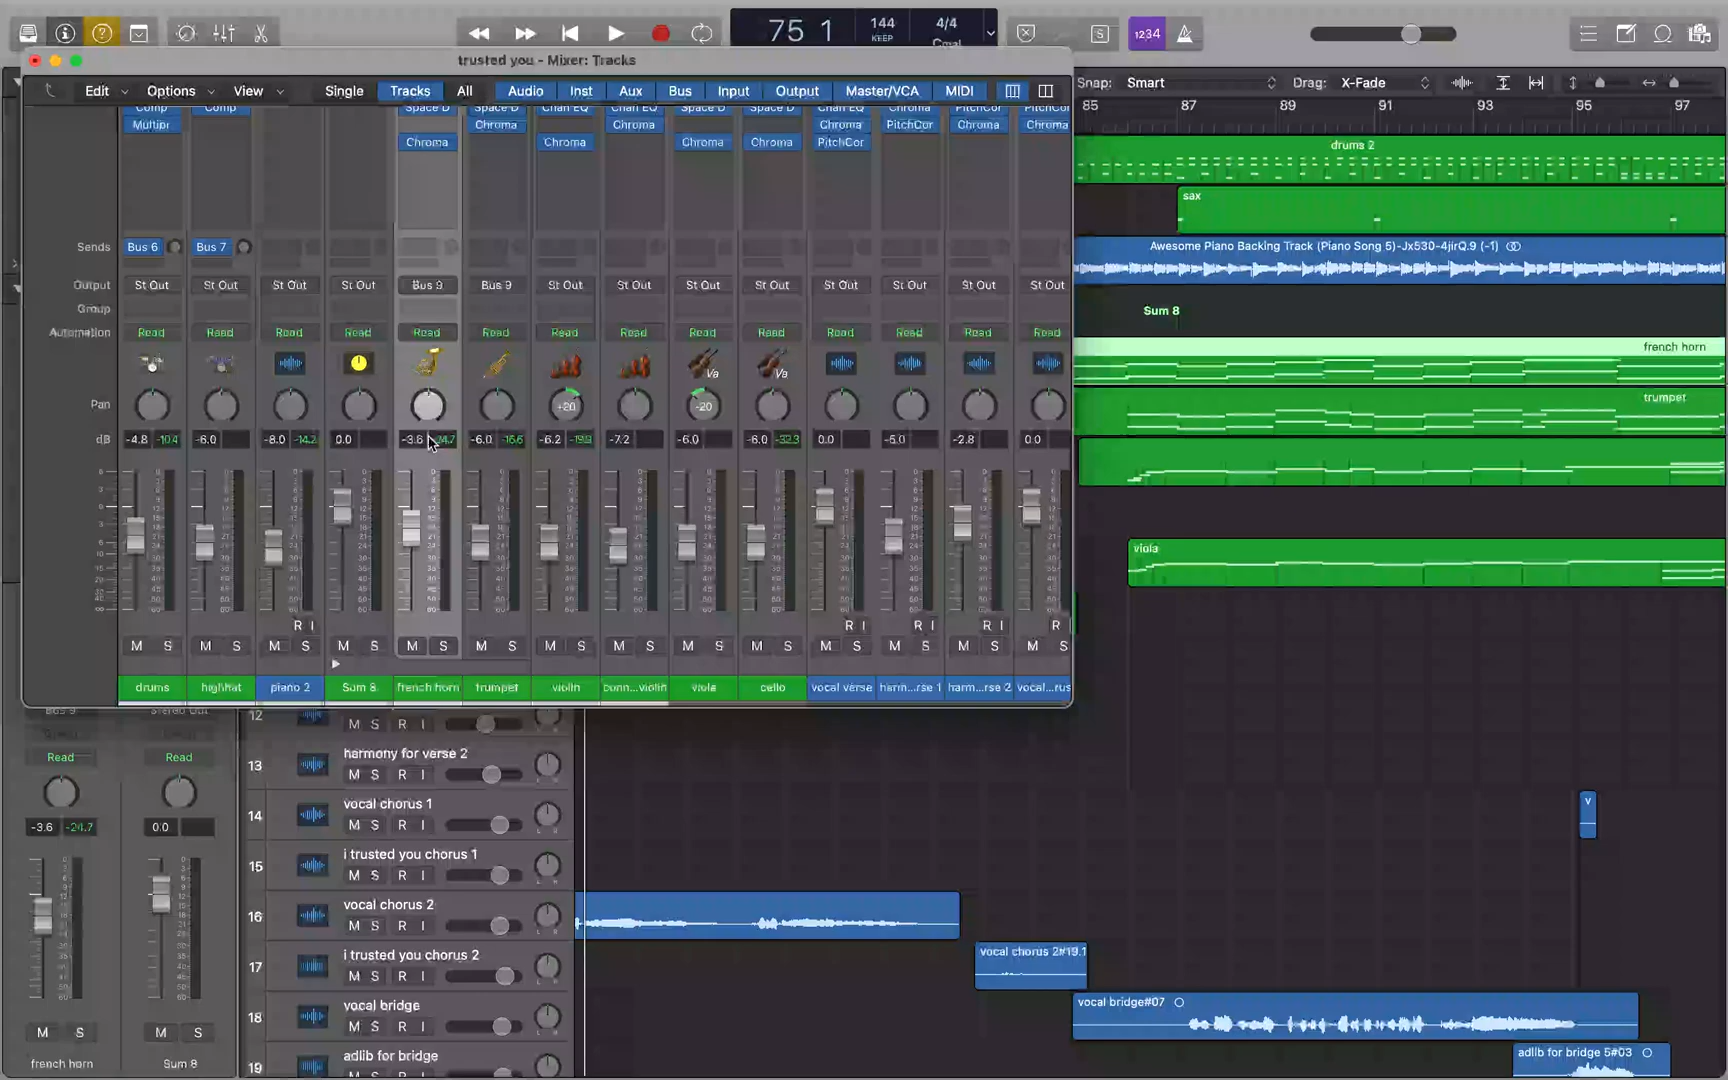 75 1
144
KEEP
4/4
Cmaj
S
1234
trusted you - Mixer: Tracks
Edit
Options
View
Single
Tracks
All
Audio
Inst
Aux
Bus
Input
Output
Master/VCA
MIDI
Snap:
Smart
Drag:
X-Fade
85 87 89 91 93 95 97
Comp Comp Space D Space D Chan EQ Chan EQ Space D Space D Chan EQ Chroma PitchCor PitchCor
Multipr Chroma Chroma Chroma PitchCor Chroma Chroma
Chroma Chroma Chroma Chroma PitchCor
Sends Bus 6 Bus 7
Output St Out St Out St Out St Out Bus 9 Bus 9 St Out St Out St Out St Out St Out St Out St Out St Out
Group
Automation Read Read Read Read Read Read Read Read Read Read Read Read Read Read
Va Va
Pan +20 -20
dB -4.8 -10.4 -6.0 -8.0 -14.2 0.0 -3.6 -24.7 -6.0 -16.6 -6.2 -19.9 -7.2 -6.0 -6.0 -32.3 0.0 -5.0 -2.8 0.0
R I R I R I R I R
M S M S M S M S M S M S M S M S M S M S M S M S M S M S
drums highhat piano 2 Sum 8 french horn trumpet violin conn...violin viola cello vocal verse harm...rse 1 harm...rse 2 vocal...rus
drums 2
sax
Awesome Piano Backing Track (Piano Song 5)-Jx530-4jirQ.9 (-1)
Sum 8
french horn
trumpet
viola
v
Bus 9 Stereo Out
Read Read
-3.6 -24.7 0.0
M S M S
french horn Sum 8
12
M S R I
13 harmony for verse 2
M S R I
14 vocal chorus 1
M S R I
15 i trusted you chorus 1
M S R I
16 vocal chorus 2
M S R I
17 i trusted you chorus 2
M S R I
18 vocal bridge
M S R I
19 adlib for bridge
M S R I
vocal chorus 2#19.1
vocal bridge#07
adlib for bridge 5#03